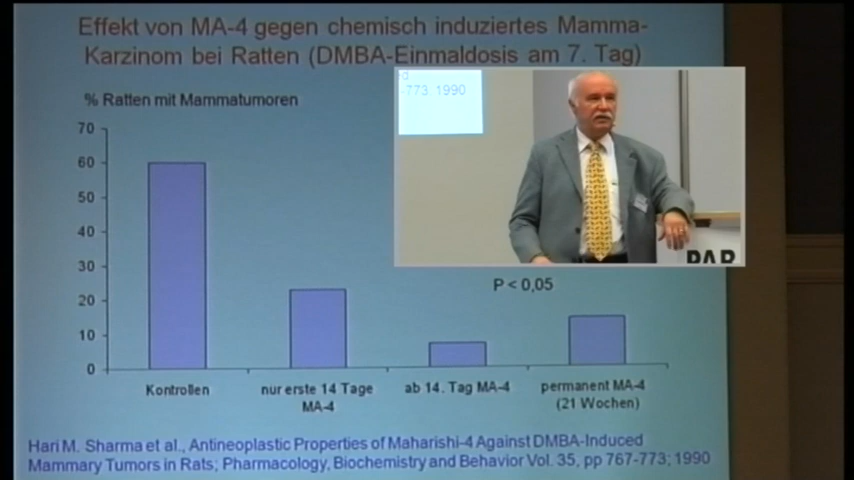 Effekt von MA-4 gegen chemisch induziertes Mamma-
Karzinom bei Ratten (DMBA-Einmaldosis am 7. Tag)
% Ratten mit Mammatumoren
70
60
50
40
30
20
10
0
Kontrollen
nur erste 14 Tage
MA-4
ab 14. Tag MA-4
permanent MA-4
(21 Wochen)
P < 0,05
d
-773, 1990
PAR
Hari M. Sharma et al., Antineoplastic Properties of Maharishi-4 Against DMBA-Induced
Mammary Tumors in Rats; Pharmacology, Biochemistry and Behavior Vol. 35, pp 767-773; 1990